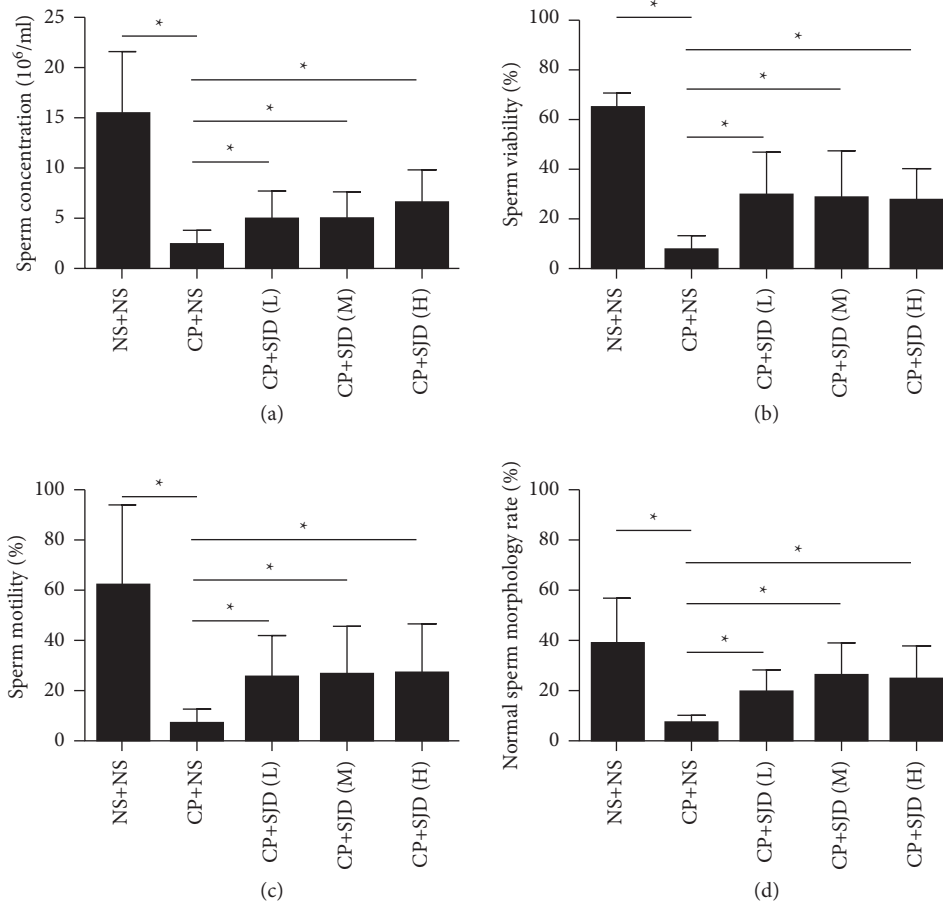 Sperm concentration (10⁶/ml)
25
20
15
10
5
0
*
*
*
*
NS+NS
CP+NS
CP+SJD (L)
CP+SJD (M)
CP+SJD (H)
(a)
Sperm viability (%)
100
80
60
40
20
0
*
*
*
*
NS+NS
CP+NS
CP+SJD (L)
CP+SJD (M)
CP+SJD (H)
(b)
Sperm motility (%)
100
80
60
40
20
0
*
*
*
*
NS+NS
CP+NS
CP+SJD (L)
CP+SJD (M)
CP+SJD (H)
(c)
Normal sperm morphology rate (%)
100
80
60
40
20
0
*
*
*
*
NS+NS
CP+NS
CP+SJD (L)
CP+SJD (M)
CP+SJD (H)
(d)